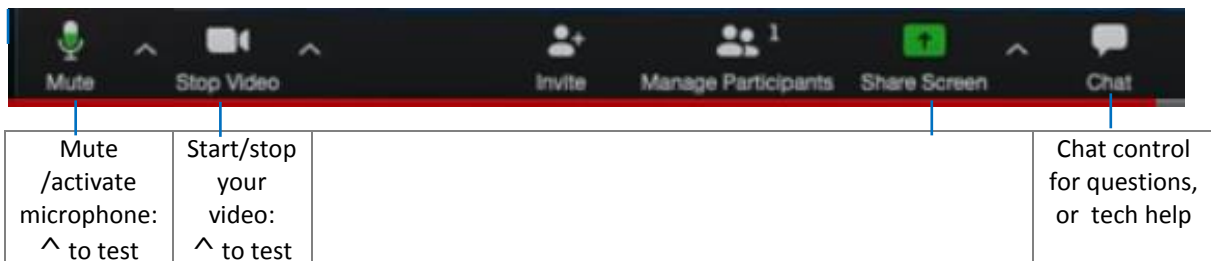 1
Mute Stop Video Invite Manage Participants Share Screen Chat
Mute
/activate
microphone:
^ to test
Start/stop
your
video:
^ to test
Chat control
for questions,
or tech help